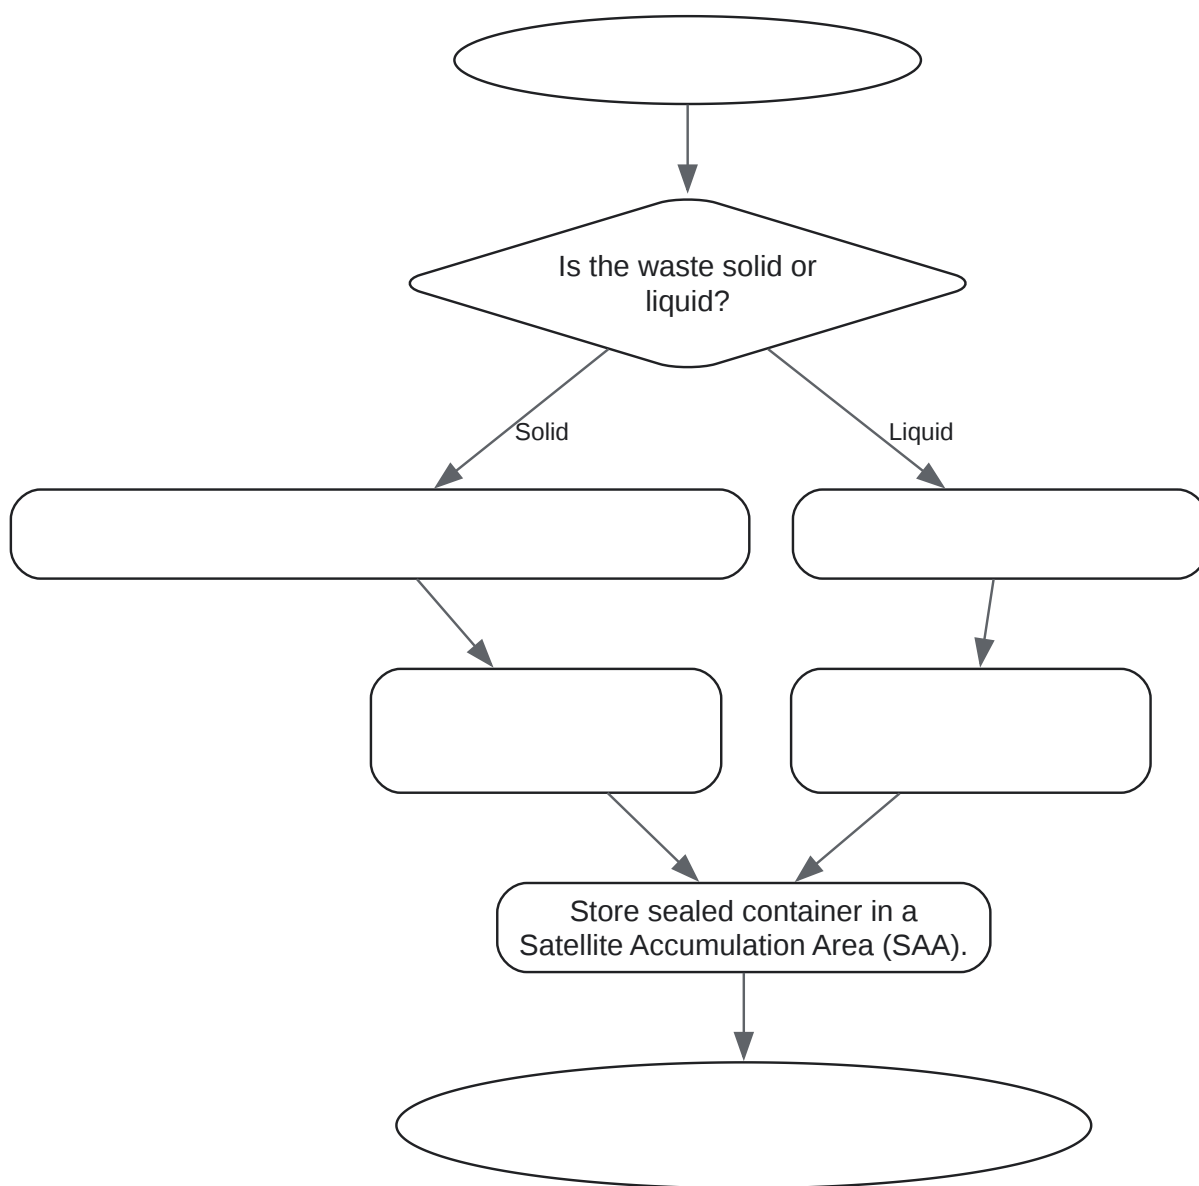 Is the waste solid or
liquid?
Solid
Liquid
Store sealed container in a
Satellite Accumulation Area (SAA).